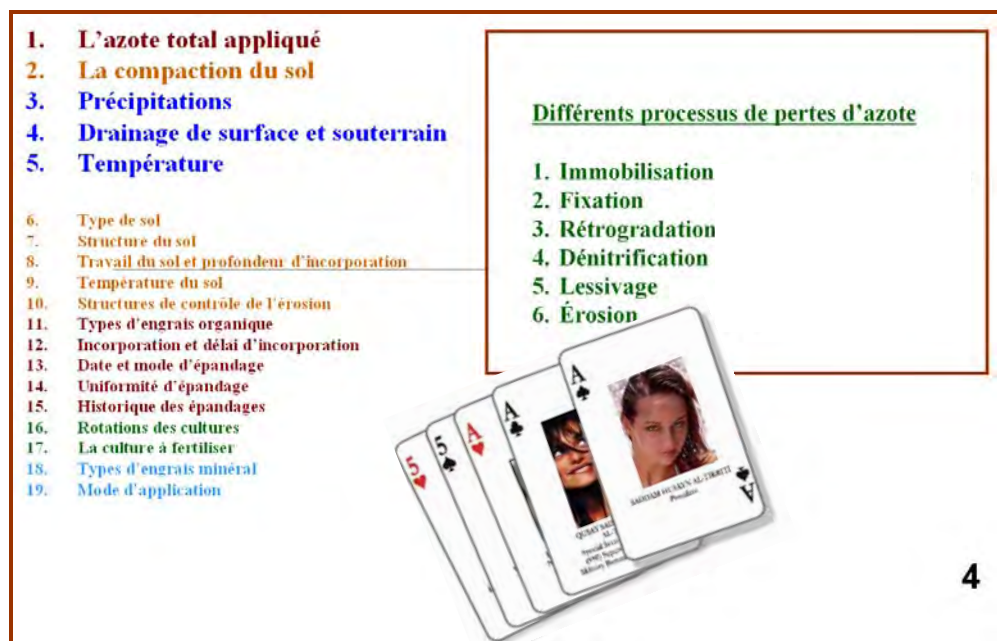 1. L'azote total appliqué
2. La compaction du sol
3. Précipitations
4. Drainage de surface et souterrain
5. Température
6. Type de sol
7. Structure du sol
8. Travail du sol et profondeur d'incorporation
9. Température du sol
10. Structures de contrôle de l'érosion
11. Types d'engrais organique
12. Incorporation et délai d'incorporation
13. Date et mode d'épandage
14. Uniformité d'épandage
15. Historique des épandages
16. Rotations des cultures
17. La culture à fertiliser
18. Types d'engrais minéral
19. Mode d'application
Différents processus de pertes d'azote
1. Immobilisation
2. Fixation
3. Rétrogradation
4. Dénitrification
5. Lessivage
6. Érosion
5
5
A
A
QUSAY
AL-
Special
Military
A
SADDAM HUSAYN AL-TIKRITI
President
A
4